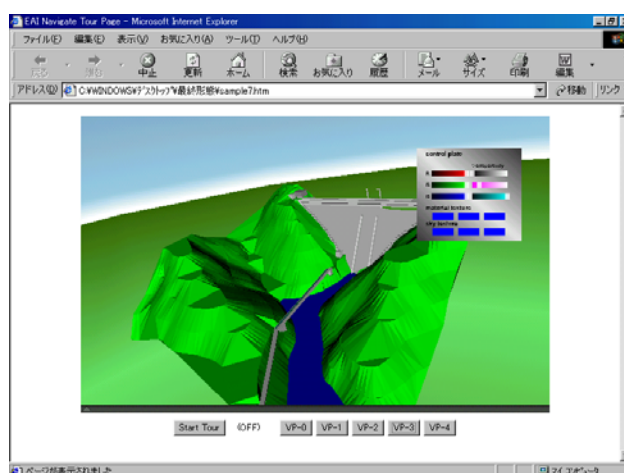 EAI Navigate Tour Page - Microsoft Internet Explorer
ファイル(F) 編集(E) 表示(V) お気に入り(A) ツール(T) ヘルプ(H)
戻る 進む 中止 更新 ホーム 検索 お気に入り 履歴 メール サイズ 印刷 編集
アドレス(D) C:¥WINDOWS¥デスクトップ¥最終形態¥sample7.htm 移動 リンク
control plate
R
G
B
material texture
sky texture
Start Tour (OFF) VP-0 VP-1 VP-2 VP-3 VP-4
ページが表示されました マイ コンピュータ